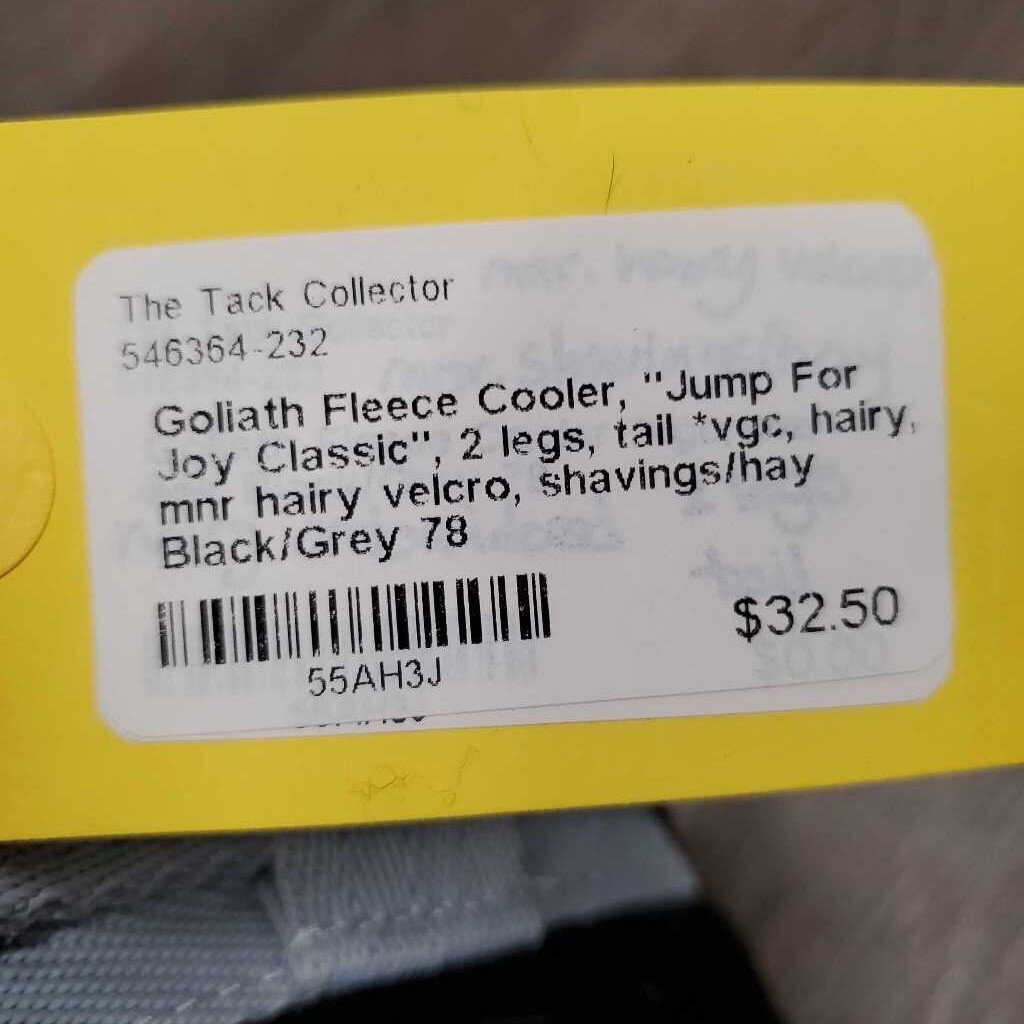 The Tack Collector
546364-232
Goliath Fleece Cooler, "Jump For
Joy Classic", 2 legs, tail *vgc, hairy,
mnr hairy velcro, shavings/hay
Black/Grey 78
55AH3J
$32.50